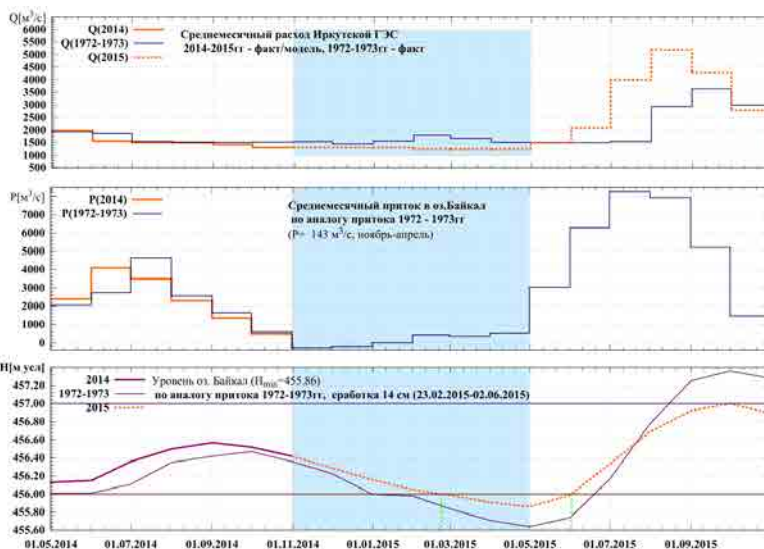 Q[м³/с]
6000
5500
5000
4500
4000
3500
3000
2500
2000
1500
1000
500
Q(2014)
Q(1972-1973)
Q(2015)
Среднемесячный расход Иркутской ГЭС
2014-2015гг - факт/модель, 1972-1973гг - факт
P[м³/с]
7000
6000
5000
4000
3000
2000
1000
0
P(2014)
P(1972-1973)
Среднемесячный приток в оз.Байкал
по аналогу притока 1972 - 1973гг
(P= 143 м³/с, ноябрь-апрель)
H[м усл]
457.20
457.00
456.60
456.40
456.20
456.00
455.80
455.60
2014
1972-1973
2015
Уровень оз. Байкал (Hmin=455.86)
по аналогу притока 1972-1973гг, сработка 14 см (23.02.2015-02.06.2015)
01.05.2014 01.07.2014 01.09.2014 01.11.2014 01.01.2015 01.03.2015 01.05.2015 01.07.2015 01.09.2015